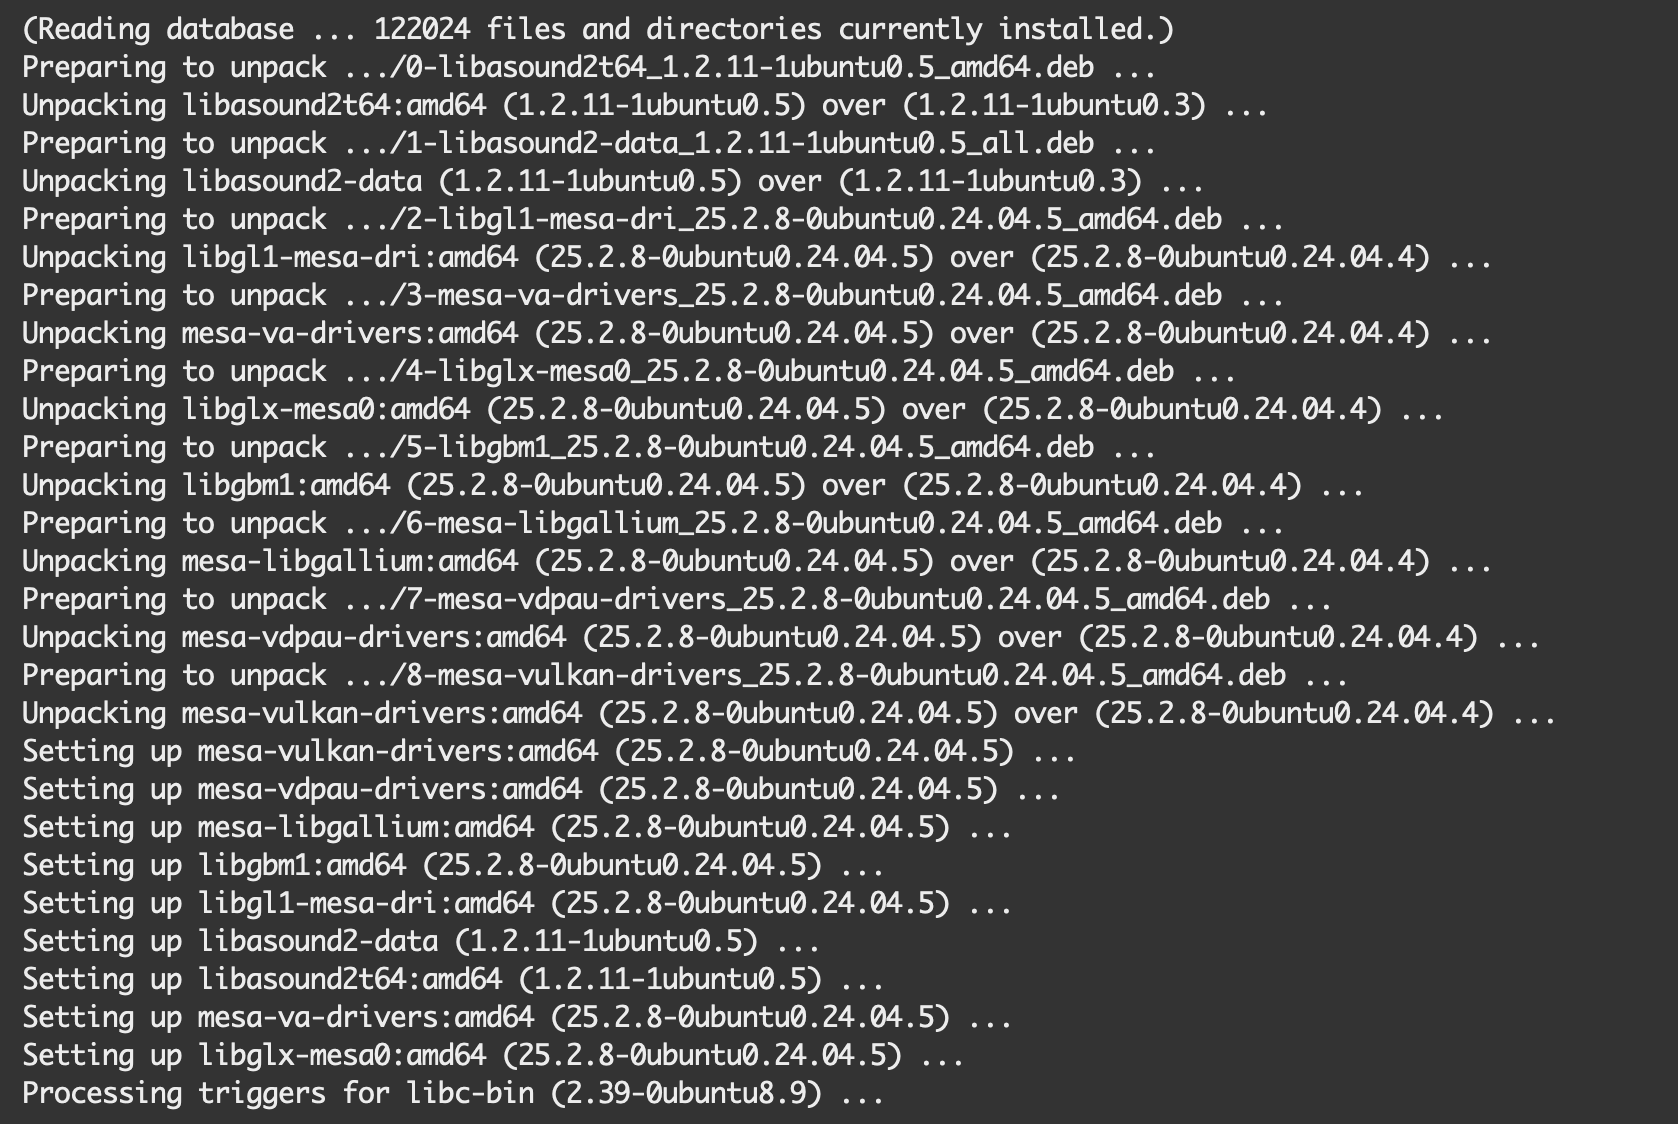 (Reading database ... 122024 files and directories currently installed.)
Preparing to unpack .../0-libasound2t64_1.2.11-1ubuntu0.5_amd64.deb ...
Unpacking libasound2t64:amd64 (1.2.11-1ubuntu0.5) over (1.2.11-1ubuntu0.3) ...
Preparing to unpack .../1-libasound2-data_1.2.11-1ubuntu0.5_all.deb ...
Unpacking libasound2-data (1.2.11-1ubuntu0.5) over (1.2.11-1ubuntu0.3) ...
Preparing to unpack .../2-libgl1-mesa-dri_25.2.8-0ubuntu0.24.04.5_amd64.deb ...
Unpacking libgl1-mesa-dri:amd64 (25.2.8-0ubuntu0.24.04.5) over (25.2.8-0ubuntu0.24.04.4) ...
Preparing to unpack .../3-mesa-va-drivers_25.2.8-0ubuntu0.24.04.5_amd64.deb ...
Unpacking mesa-va-drivers:amd64 (25.2.8-0ubuntu0.24.04.5) over (25.2.8-0ubuntu0.24.04.4) ...
Preparing to unpack .../4-libglx-mesa0_25.2.8-0ubuntu0.24.04.5_amd64.deb ...
Unpacking libglx-mesa0:amd64 (25.2.8-0ubuntu0.24.04.5) over (25.2.8-0ubuntu0.24.04.4) ...
Preparing to unpack .../5-libgbm1_25.2.8-0ubuntu0.24.04.5_amd64.deb ...
Unpacking libgbm1:amd64 (25.2.8-0ubuntu0.24.04.5) over (25.2.8-0ubuntu0.24.04.4) ...
Preparing to unpack .../6-mesa-libgallium_25.2.8-0ubuntu0.24.04.5_amd64.deb ...
Unpacking mesa-libgallium:amd64 (25.2.8-0ubuntu0.24.04.5) over (25.2.8-0ubuntu0.24.04.4) ...
Preparing to unpack .../7-mesa-vdpau-drivers_25.2.8-0ubuntu0.24.04.5_amd64.deb ...
Unpacking mesa-vdpau-drivers:amd64 (25.2.8-0ubuntu0.24.04.5) over (25.2.8-0ubuntu0.24.04.4) ...
Preparing to unpack .../8-mesa-vulkan-drivers_25.2.8-0ubuntu0.24.04.5_amd64.deb ...
Unpacking mesa-vulkan-drivers:amd64 (25.2.8-0ubuntu0.24.04.5) over (25.2.8-0ubuntu0.24.04.4) ...
Setting up mesa-vulkan-drivers:amd64 (25.2.8-0ubuntu0.24.04.5) ...
Setting up mesa-vdpau-drivers:amd64 (25.2.8-0ubuntu0.24.04.5) ...
Setting up mesa-libgallium:amd64 (25.2.8-0ubuntu0.24.04.5) ...
Setting up libgbm1:amd64 (25.2.8-0ubuntu0.24.04.5) ...
Setting up libgl1-mesa-dri:amd64 (25.2.8-0ubuntu0.24.04.5) ...
Setting up libasound2-data (1.2.11-1ubuntu0.5) ...
Setting up libasound2t64:amd64 (1.2.11-1ubuntu0.5) ...
Setting up mesa-va-drivers:amd64 (25.2.8-0ubuntu0.24.04.5) ...
Setting up libglx-mesa0:amd64 (25.2.8-0ubuntu0.24.04.5) ...
Processing triggers for libc-bin (2.39-0ubuntu8.9) ...